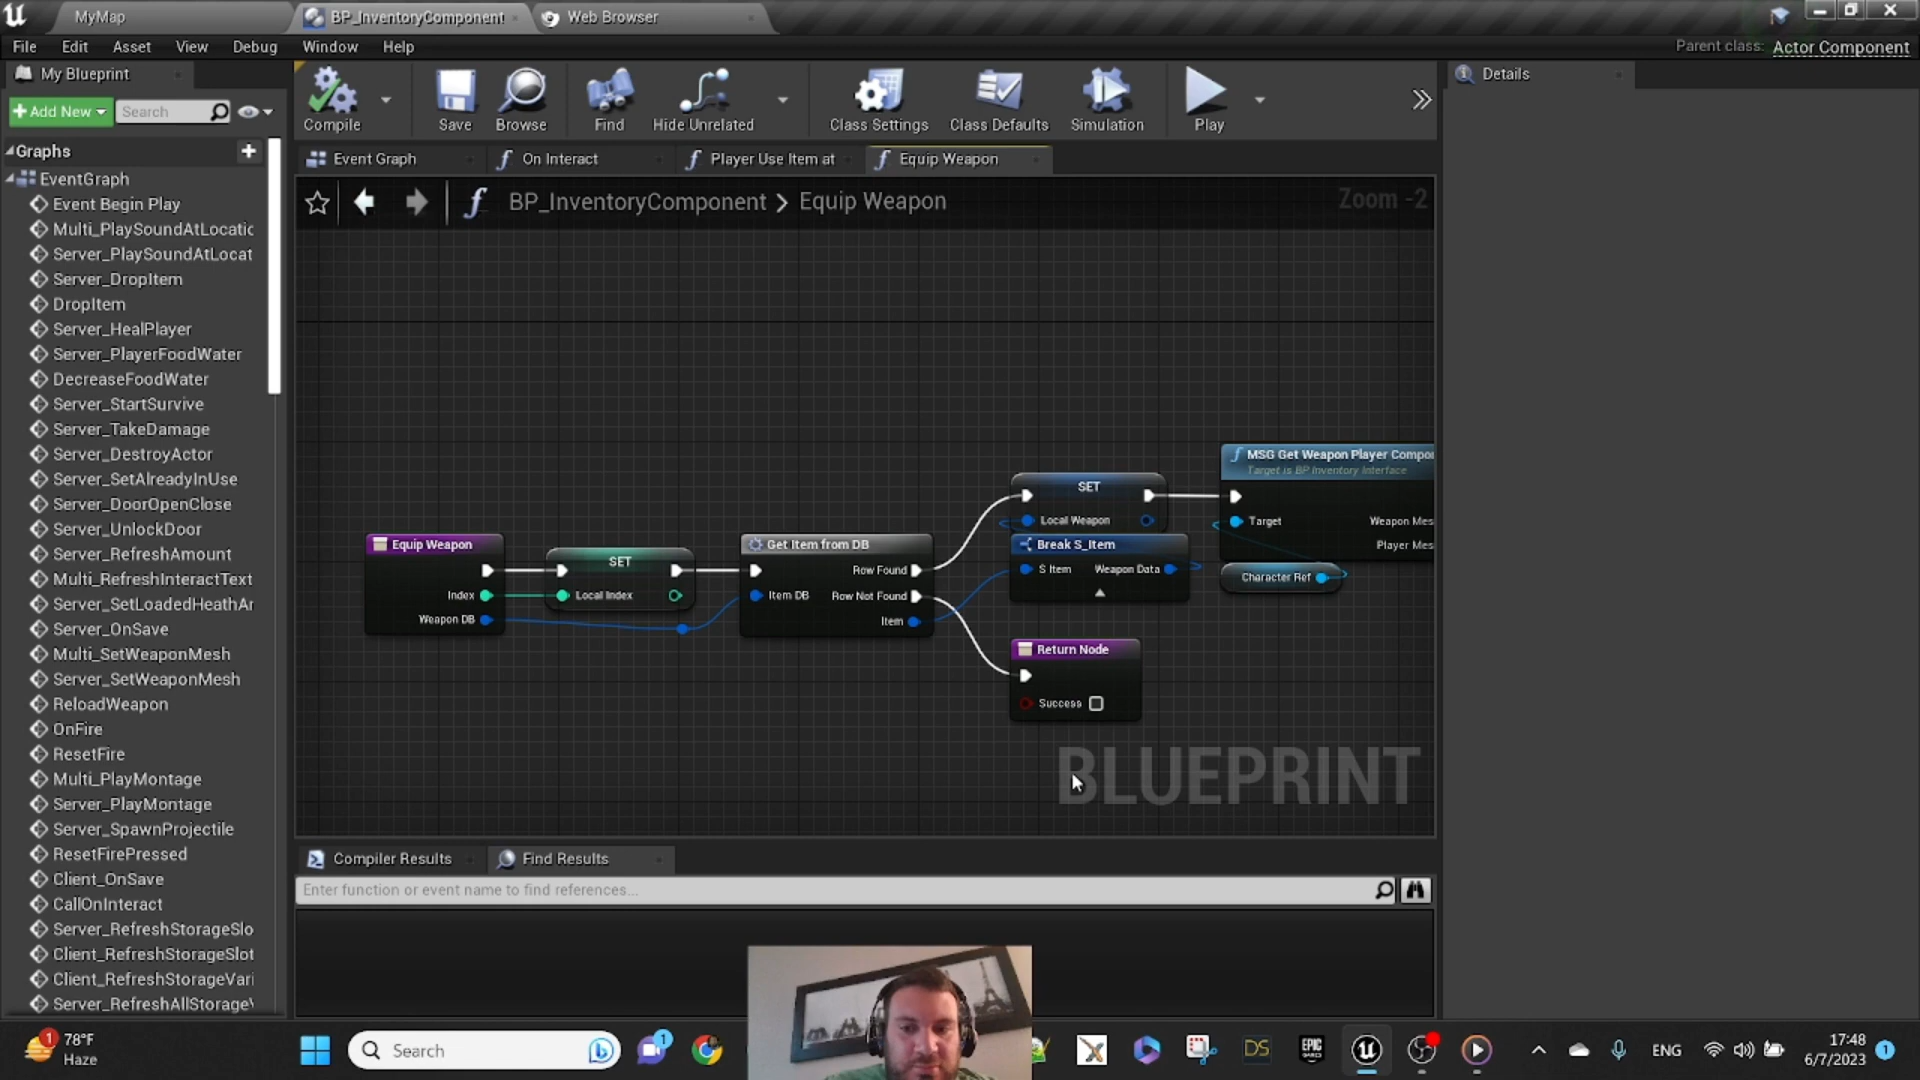 MyMap
BP_InventoryComponent
Web Browser
File Edit Asset View Debug Window Help
Parent class: Actor Component
My Blueprint
Details
Add New
Search
Compile
Save
Browse
Find
Hide Unrelated
Class Settings
Class Defaults
Simulation
Play
Event Graph
On Interact
Player Use Item at
Equip Weapon
BP_InventoryComponent > Equip Weapon
Zoom -2
Graphs
EventGraph
Event Begin Play
Multi_PlaySoundAtLocatic
Server_PlaySoundAtLocat
Server_DropItem
DropItem
Server_HealPlayer
Server_PlayerFoodWater
DecreaseFoodWater
Server_StartSurvive
Server_TakeDamage
Server_DestroyActor
Server_SetAlreadyInUse
Server_DoorOpenClose
Server_UnlockDoor
Server_RefreshAmount
Multi_RefreshInteractText
Server_SetLoadedHeathAr
Server_OnSave
Multi_SetWeaponMesh
Server_SetWeaponMesh
ReloadWeapon
OnFire
ResetFire
Multi_PlayMontage
Server_PlayMontage
Server_SpawnProjectile
ResetFirePressed
Client_OnSave
CallOnInteract
Server_RefreshStorageSlo
Client_RefreshStorageSlot
Client_RefreshStorageVari
Server_RefreshAllStorageV
Equip Weapon
Index
Weapon DB
SET
Local Index
Get Item from DB
Row Found
Item DB
Row Not Found
Item
SET
Local Weapon
Break S_Item
S Item
Weapon Data
MSG Get Weapon Player Compo
Target is BP Inventory Interface
Target
Weapon Mes
Player Mes
Character Ref
Return Node
Success
BLUEPRINT
Compiler Results
Find Results
Enter function or event name to find references...
1
78°F
Haze
Search
1
DS
EPIC
GAMES
ENG
17:48
6/7/2023
1